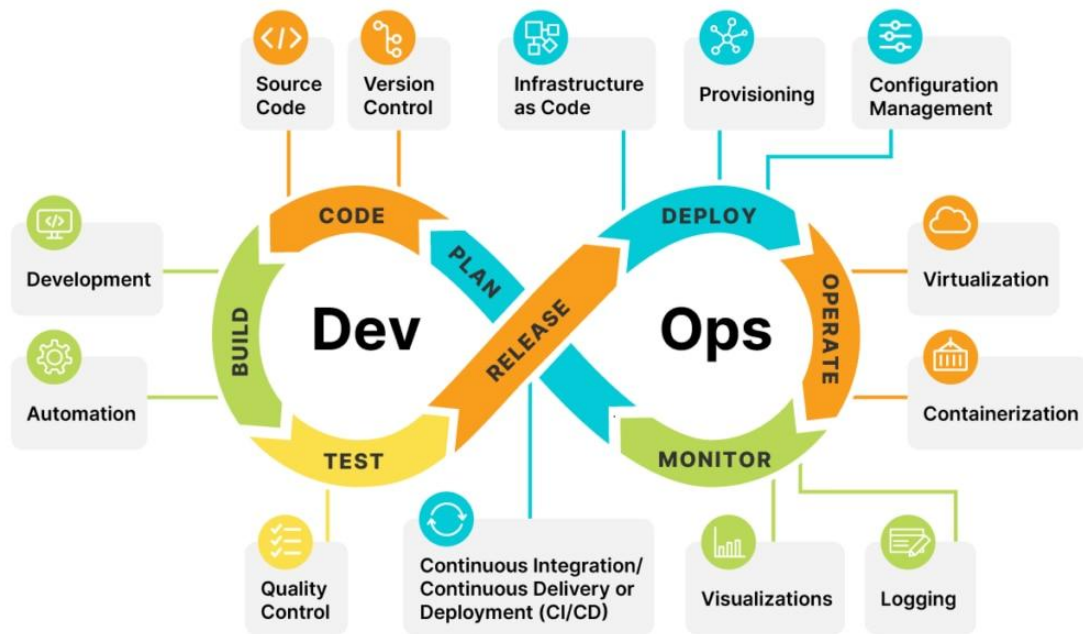 Source
Code
Version
Control
Infrastructure
as Code
Provisioning
Configuration
Management
CODE
DEPLOY
PLAN
Development
Virtualization
BUILD
Dev
RELEASE
Ops
OPERATE
Automation
Containerization
TEST
MONITOR
Quality
Control
Continuous Integration/
Continuous Delivery or
Deployment (CI/CD)
Visualizations
Logging